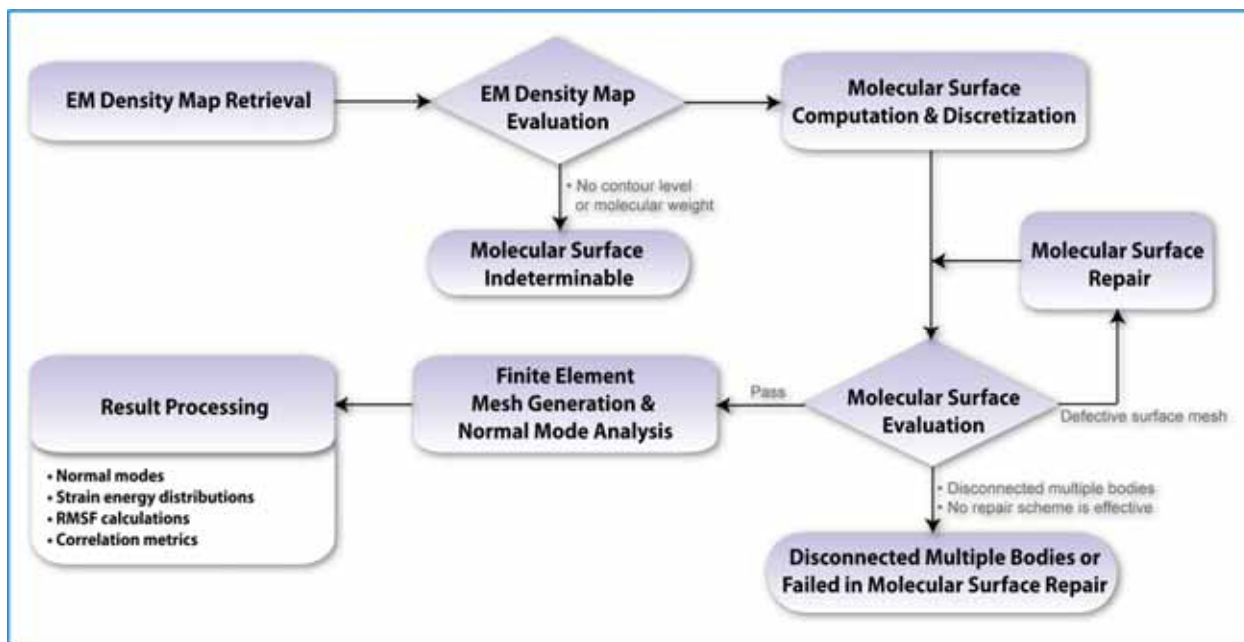 EM Density Map Retrieval
EM Density Map
Evaluation
Molecular Surface
Computation & Discretization
• No contour level
or molecular weight
Molecular Surface
Indeterminable
Molecular Surface
Repair
Result Processing
• Normal modes
• Strain energy distributions
• RMSF calculations
• Correlation metrics
Finite Element
Mesh Generation &
Normal Mode Analysis
Pass
Molecular Surface
Evaluation
Defective surface mesh
• Disconnected multiple bodies
• No repair scheme is effective
Disconnected Multiple Bodies or
Failed in Molecular Surface Repair